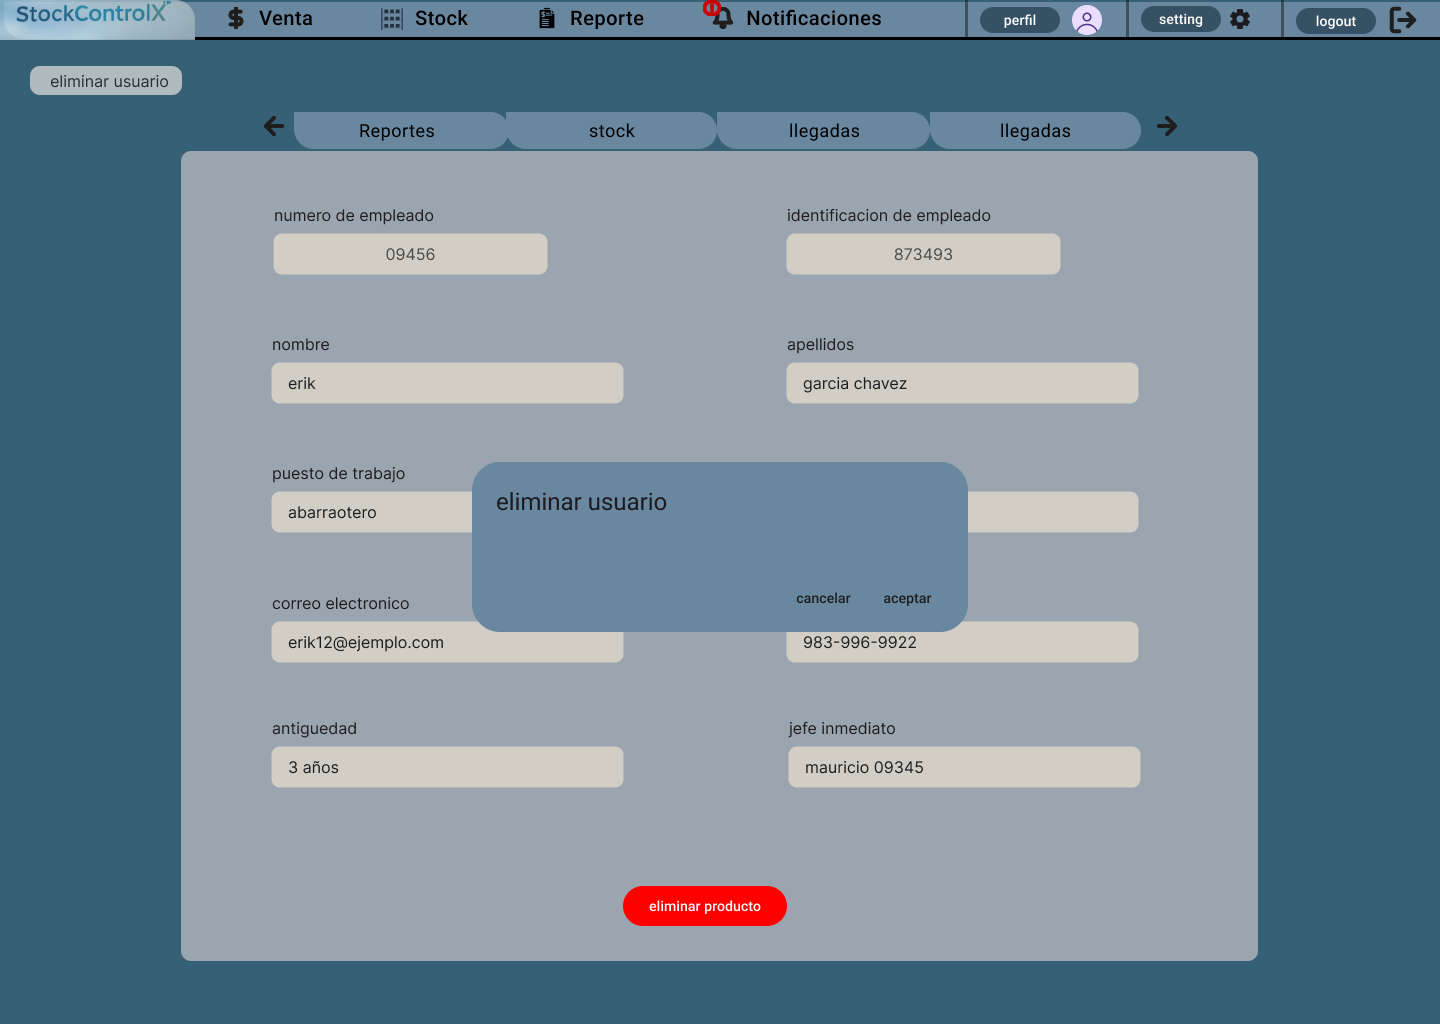 StockControlX
Venta
Stock
Reporte
0
Notificaciones
perfil
setting
logout
eliminar usuario
Reportes
stock
llegadas
llegadas
numero de empleado
identificacion de empleado
09456
873493
nombre
apellidos
erik
garcia chavez
puesto de trabajo
abarraotero
eliminar usuario
cancelar
aceptar
correo electronico
erik12@ejemplo.com
983-996-9922
antiguedad
jefe inmediato
3 años
mauricio 09345
eliminar producto